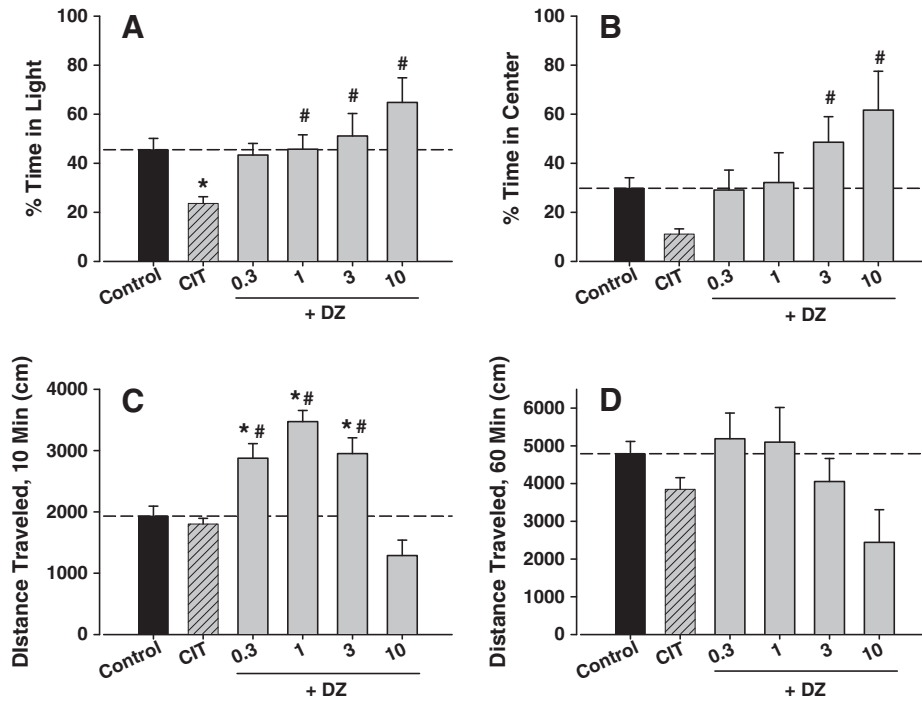 A
% Time in Light
100
80
60
40
20
0
*
#
#
#
Control
CIT
0.3
1
3
10
+ DZ
B
% Time in Center
100
80
60
40
20
0
#
#
Control
CIT
0.3
1
3
10
+ DZ
C
DIstance Traveled, 10 Min (cm)
4000
3000
2000
1000
0
* #
* #
* #
Control
CIT
0.3
1
3
10
+ DZ
D
Distance Traveled, 60 Min (cm)
6000
5000
4000
3000
2000
1000
0
Control
CIT
0.3
1
3
10
+ DZ